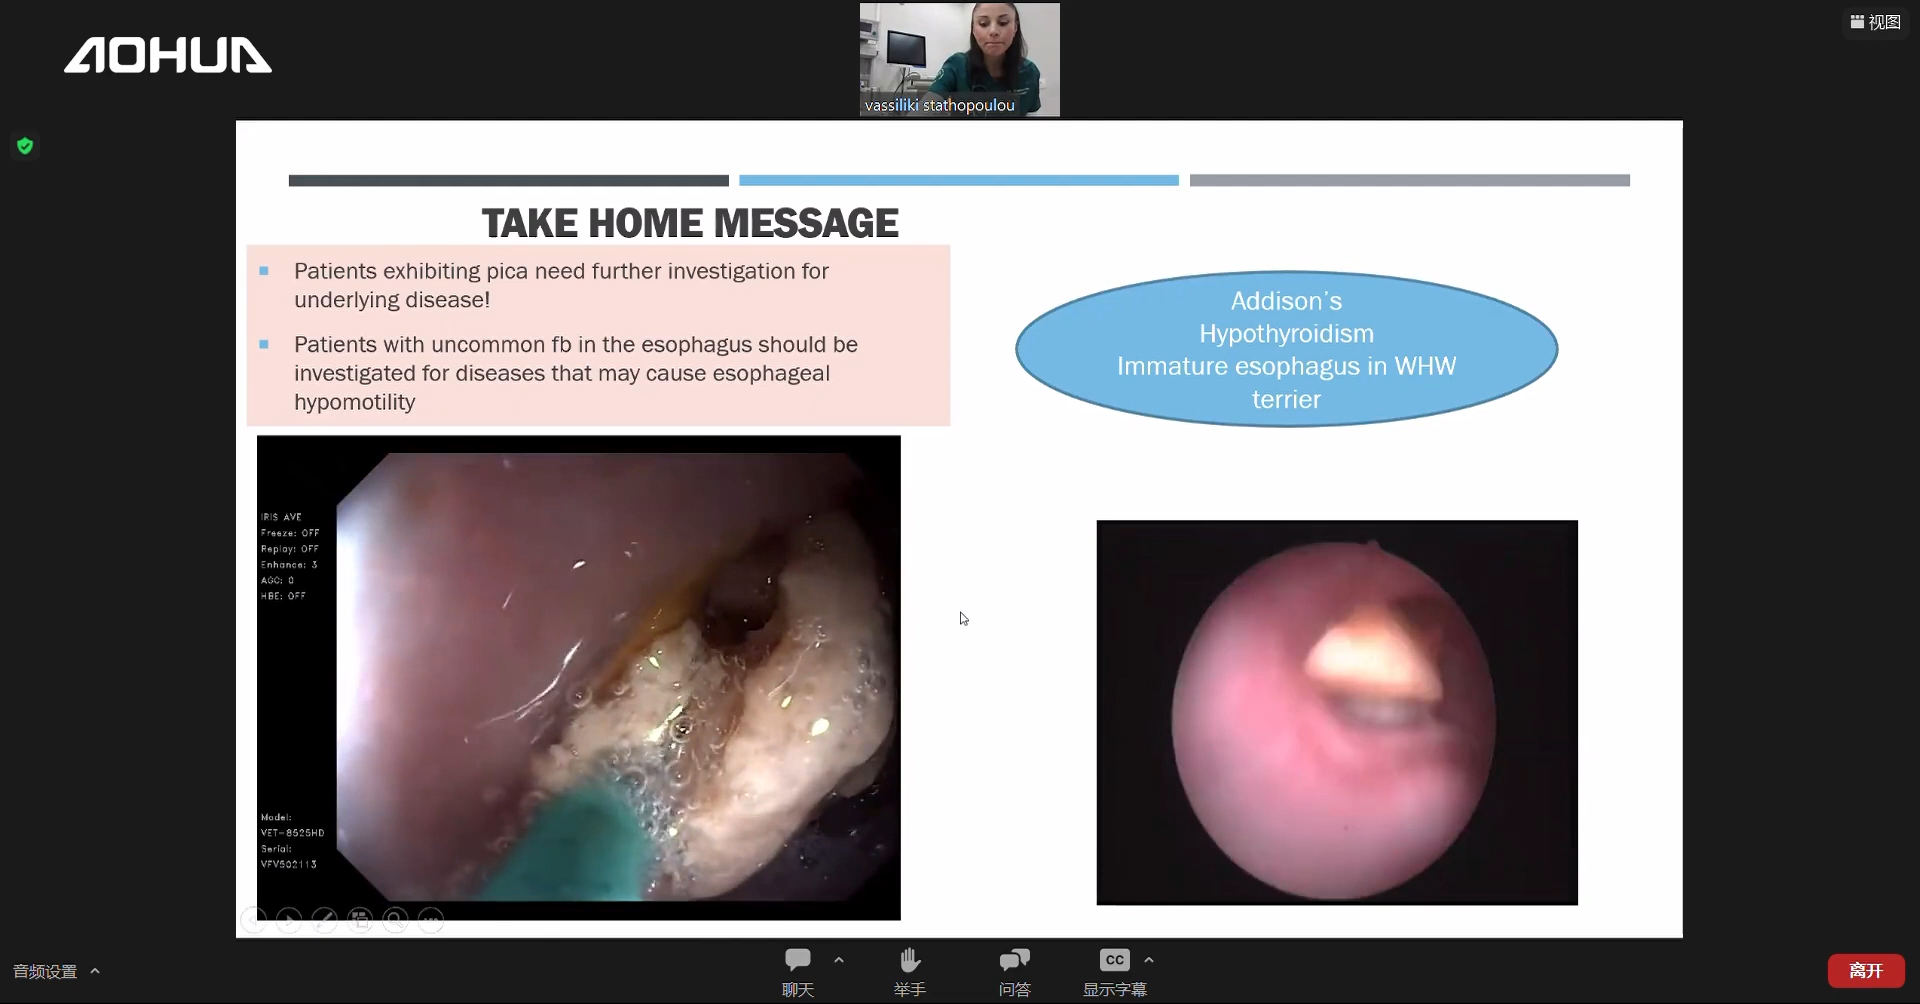 AOHUA
视图
vassiliki stathopoulou
TAKE HOME MESSAGE
Patients exhibiting pica need further investigation for
underlying disease!
Patients with uncommon fb in the esophagus should be
investigated for diseases that may cause esophageal
hypomotility
Addison's
Hypothyroidism
Immature esophagus in WHW
terrier
IRIS AVE
Freeze: OFF
Replay: OFF
Enhance: 3
AGC: 0
HBE: OFF
Model:
VET-8525HD
Serial:
VFV502113
音频设置
聊天
举手
问答
CC
显示字幕
离开